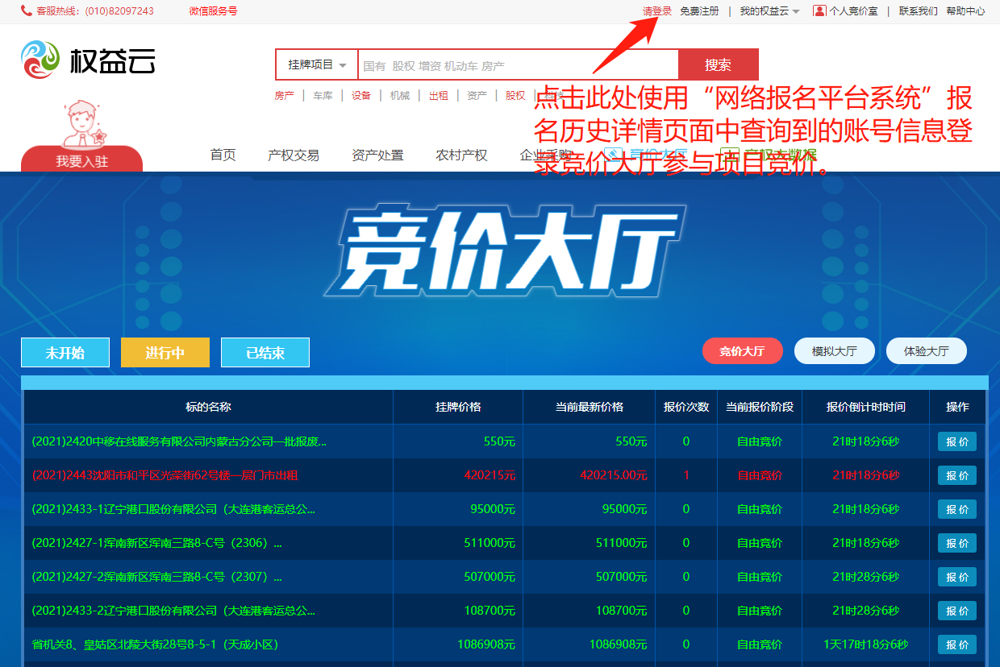 客服热线：(010)82097243 微信服务号 请登录 免费注册 | 我的权益云 个人竞价室 | 联系我们 帮助中心
权益云
挂牌项目 国有 股权 增资 机动车 房产 搜索
房产 | 车库 | 设备 | 机械 | 出租 | 资产 | 股权 | 科技
点击此处使用“网络报名平台系统”报
名历史详情页面中查询到的账号信息登
录竞价大厅参与项目竞价。
我要入驻
首页 产权交易 资产处置 农村产权 企业采购 竞价大厅 产权大数据
竞价大厅
未开始 进行中 已结束 竞价大厅 模拟大厅 体验大厅
标的名称 挂牌价格 当前最新价格 报价次数 当前报价阶段 报价倒计时时间 操作
(2021)2420中移在线服务有限公司内蒙古分公司一批报废... 550元 550元 0 自由竞价 21时18分6秒 报价
(2021)2443沈阳市和平区光荣街62号楼一层门市出租 420215元 420215.00元 1 自由竞价 21时18分6秒 报价
(2021)2433-1辽宁港口股份有限公司（大连港客运总公... 95000元 95000元 0 自由竞价 21时18分6秒 报价
(2021)2427-1浑南新区浑南三路8-C号（2306）... 511000元 511000元 0 自由竞价 21时18分6秒 报价
(2021)2427-2浑南新区浑南三路8-C号（2307）... 507000元 507000元 0 自由竞价 21时28分6秒 报价
(2021)2433-2辽宁港口股份有限公司（大连港客运总公... 108700元 108700元 0 自由竞价 21时28分6秒 报价
省机关8、皇姑区北陵大街28号8-5-1（天成小区） 1086908元 1086908元 0 自由竞价 1天17时18分6秒 报价